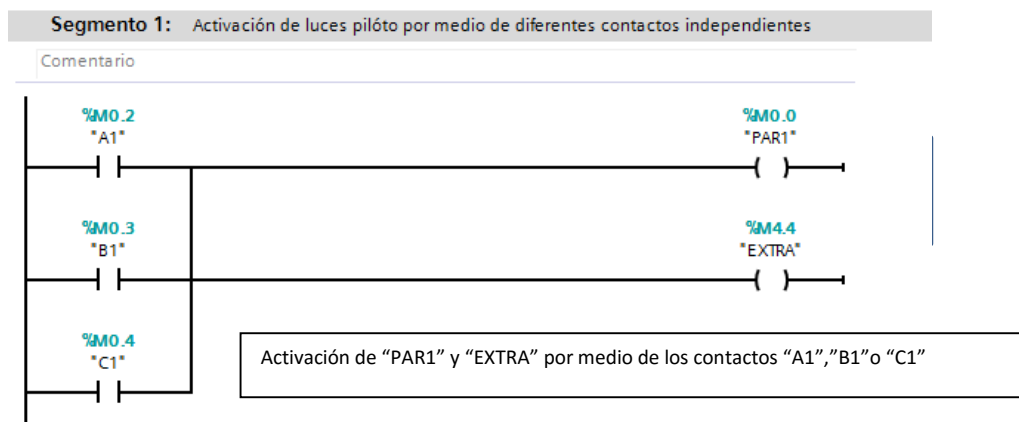 Segmento 1: Activación de luces pilóto por medio de diferentes contactos independientes
Comentario
%M0.2
"A1"
%M0.0
"PAR1"
%M0.3
"B1"
%M4.4
"EXTRA"
%M0.4
"C1"
Activación de “PAR1” y “EXTRA” por medio de los contactos “A1”,”B1”o “C1”